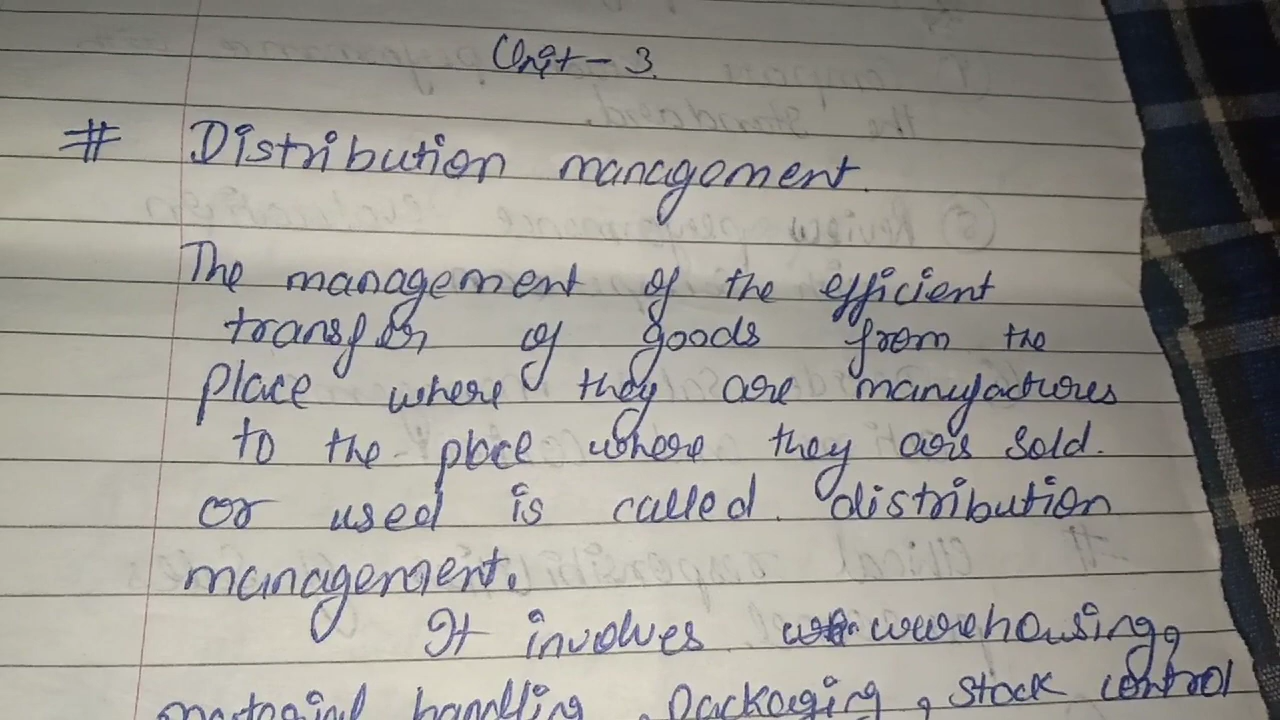 Unit - 3.
# Distribution management.
The management of the efficient
transfer of goods from the
place where they are manufactures
to the place where they are sold.
or used is called distribution
management.
It involves warehousing,
material handling, packaging, stock control